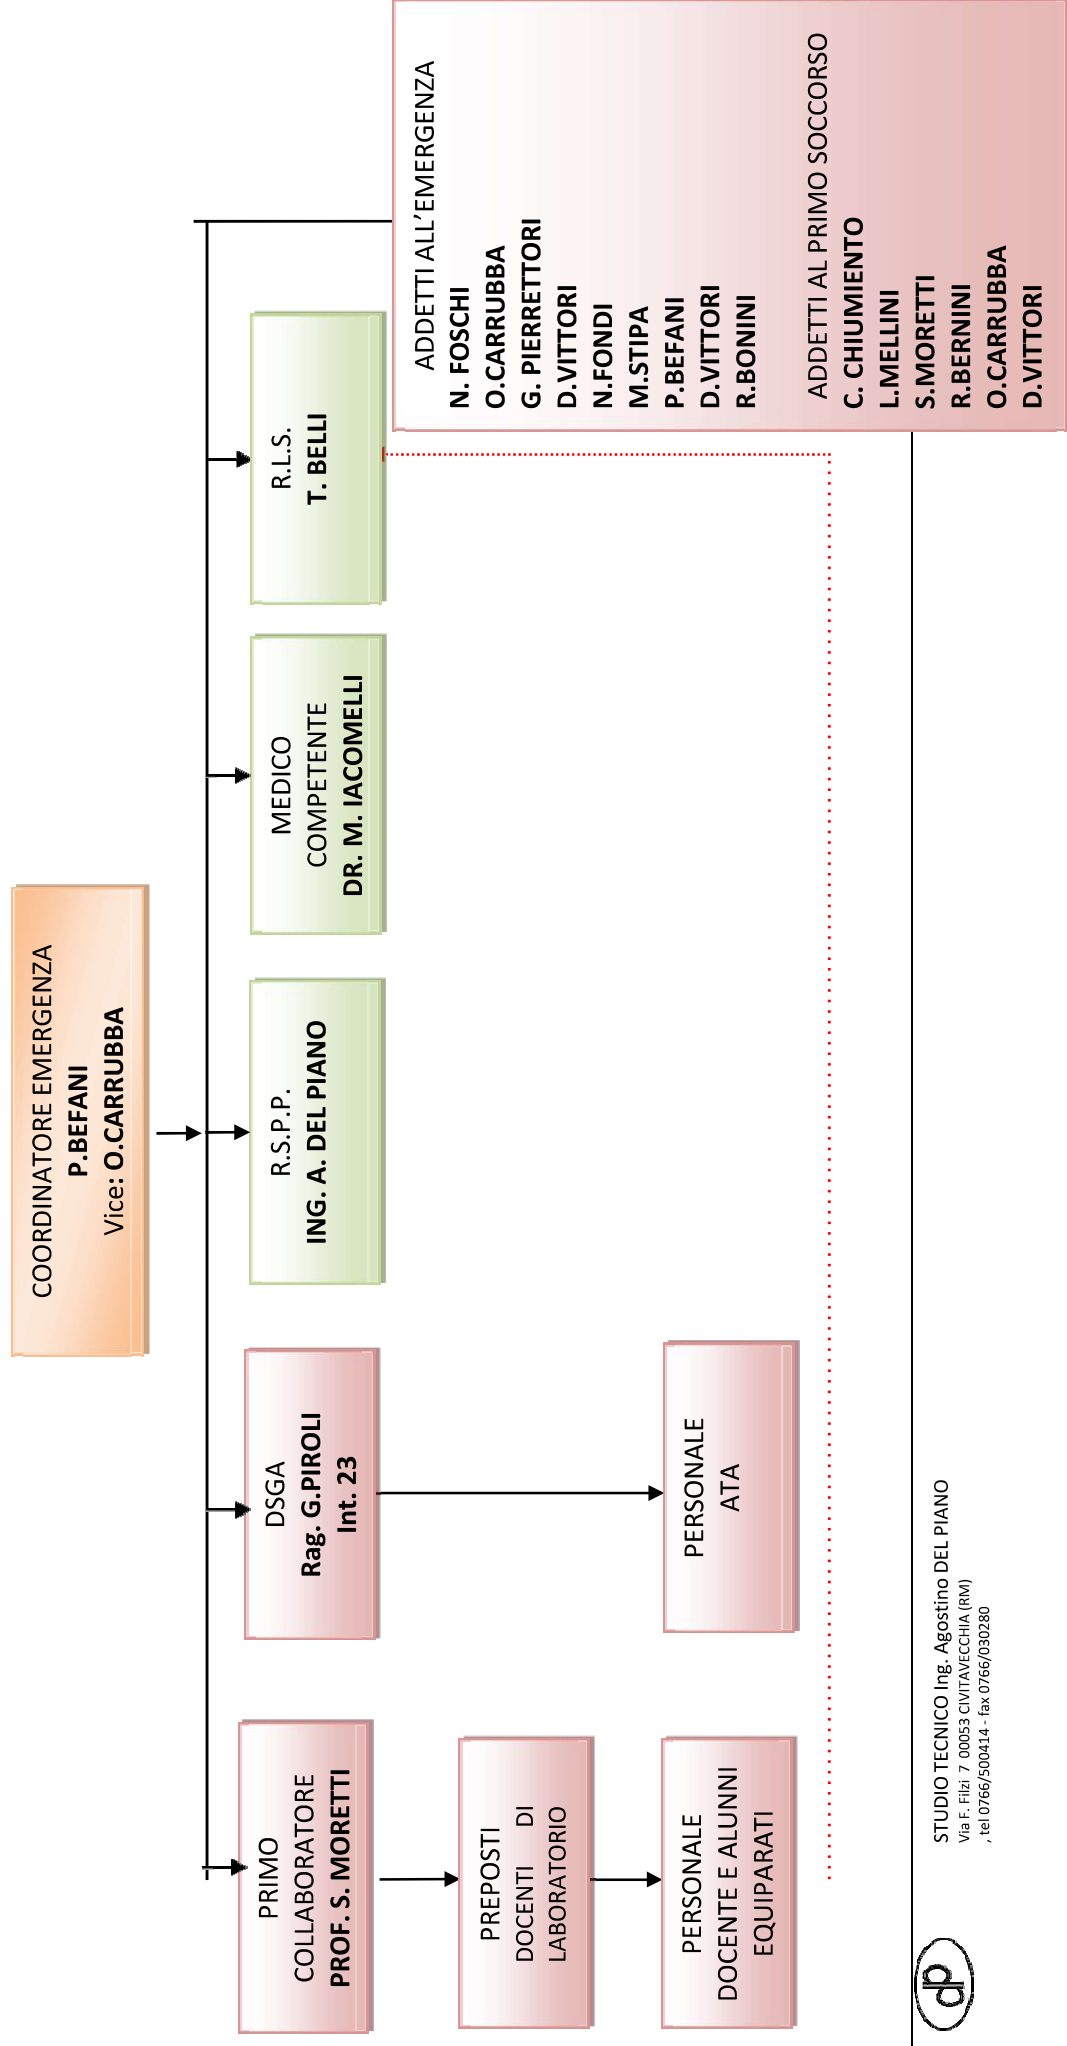 COORDINATORE EMERGENZA
P.BEFANI
Vice: O.CARRUBBA
PRIMO
COLLABORATORE
PROF. S. MORETTI
DSGA
Rag. G.PIROLI
Int. 23
R.S.P.P.
ING. A. DEL PIANO
MEDICO
COMPETENTE
DR. M. IACOMELLI
R.L.S.
T. BELLI
ADDETTI ALL’EMERGENZA
N. FOSCHI
O.CARRUBBA
G. PIERRETTORI
D.VITTORI
N.FONDI
M.STIPA
P.BEFANI
D.VITTORI
R.BONINI
ADDETTI AL PRIMO SOCCORSO
C. CHIUMIENTO
L.MELLINI
S.MORETTI
R.BERNINI
O.CARRUBBA
D.VITTORI
PREPOSTI
DOCENTI DI
LABORATORIO
PERSONALE
DOCENTE E ALUNNI
EQUIPARATI
PERSONALE
ATA
dp
STUDIO TECNICO Ing. Agostino DEL PIANO
Via F. Filzi 7 00053 CIVITAVECCHIA (RM)
, tel 0766/500414 - fax 0766/030280